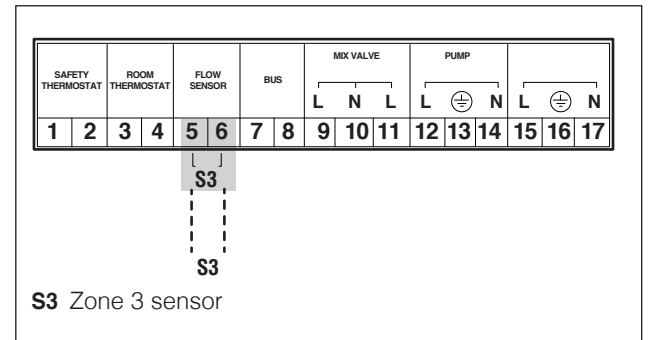 MIX VALVE PUMP
SAFETY THERMOSTAT ROOM THERMOSTAT FLOW SENSOR BUS
L N L L N L N
1 2 3 4 5 6 7 8 9 10 11 12 13 14 15 16 17
S3
S3
S3 Zone 3 sensor